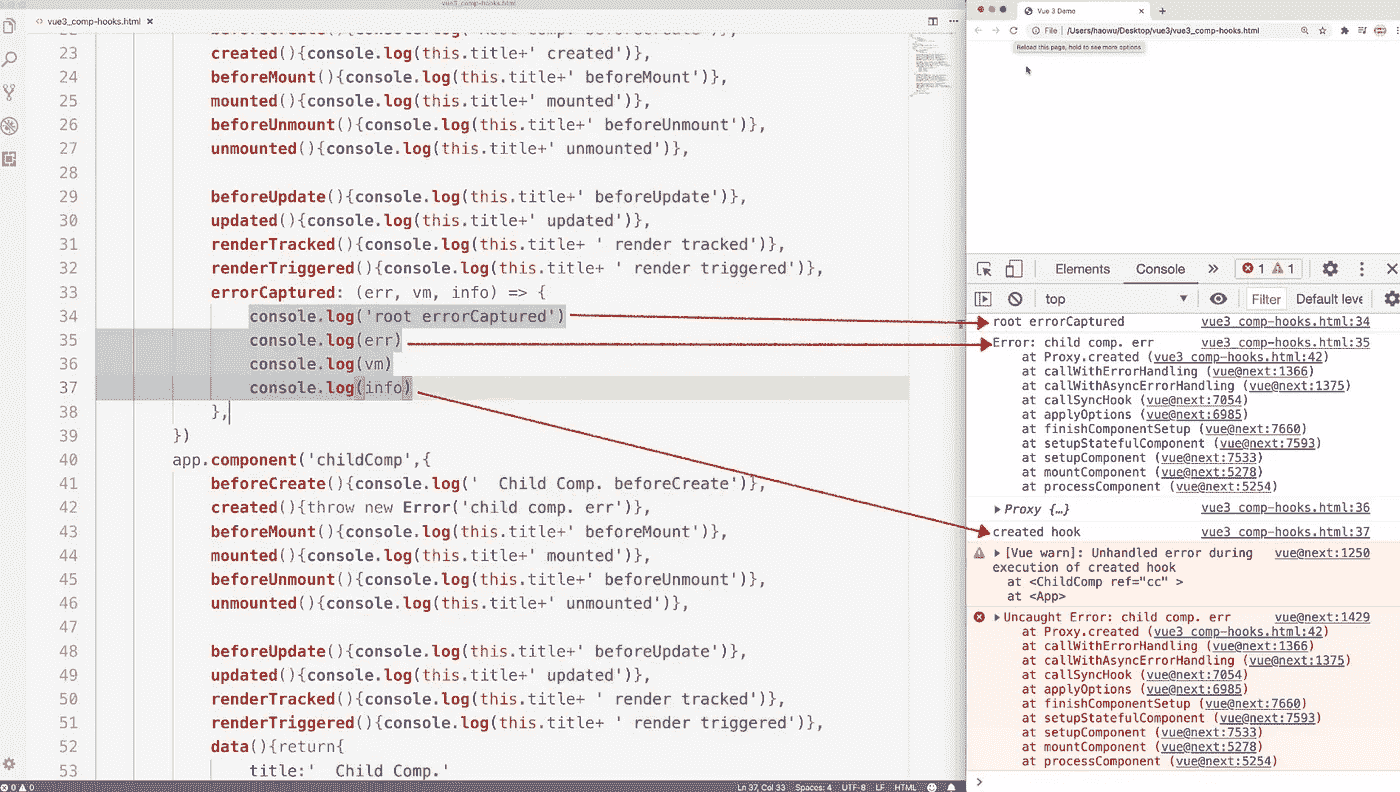 vue3_comp-hooks.html
vue3_comp-hooks.html
23 created(){console.log(this.title+' created')},
24 beforeMount(){console.log(this.title+' beforeMount')},
25 mounted(){console.log(this.title+' mounted')},
26 beforeUnmount(){console.log(this.title+' beforeUnmount')},
27 unmounted(){console.log(this.title+' unmounted')},
28
29 beforeUpdate(){console.log(this.title+' beforeUpdate')},
30 updated(){console.log(this.title+' updated')},
31 renderTracked(){console.log(this.title+ ' render tracked')},
32 renderTriggered(){console.log(this.title+ ' render triggered')},
33 errorCaptured: (err, vm, info) => {
34 console.log('root errorCaptured')
35 console.log(err)
36 console.log(vm)
37 console.log(info)
38 },
39 })
40 app.component('childComp',{
41 beforeCreate(){console.log('  Child Comp. beforeCreate')},
42 created(){throw new Error('child comp. err')},
43 beforeMount(){console.log(this.title+' beforeMount')},
44 mounted(){console.log(this.title+' mounted')},
45 beforeUnmount(){console.log(this.title+' beforeUnmount')},
46 unmounted(){console.log(this.title+' unmounted')},
47
48 beforeUpdate(){console.log(this.title+' beforeUpdate')},
49 updated(){console.log(this.title+' updated')},
50 renderTracked(){console.log(this.title+ ' render tracked')},
51 renderTriggered(){console.log(this.title+ ' render triggered')},
52 data(){return{
53 title:'  Child Comp.'
0 0 Ln 37, Col 33 Spaces: 4 UTF-8 LF HTML
Vue 3 Demo
File /Users/haowu/Desktop/vue3/vue3_comp-hooks.html
Reload this page, hold to see more options
Elements Console » 1 1
top Filter Default leve
root errorCaptured vue3_comp-hooks.html:34
Error: child comp. err vue3_comp-hooks.html:35
at Proxy.created (vue3_comp-hooks.html:42)
at callWithErrorHandling (vue@next:1366)
at callWithAsyncErrorHandling (vue@next:1375)
at callSyncHook (vue@next:7054)
at applyOptions (vue@next:6985)
at finishComponentSetup (vue@next:7660)
at setupStatefulComponent (vue@next:7593)
at setupComponent (vue@next:7533)
at mountComponent (vue@next:5278)
at processComponent (vue@next:5254)
Proxy {…} vue3_comp-hooks.html:36
created hook vue3_comp-hooks.html:37
[Vue warn]: Unhandled error during vue@next:1250
execution of created hook
at <ChildComp ref="cc" >
at <App>
Uncaught Error: child comp. err vue@next:1429
at Proxy.created (vue3_comp-hooks.html:42)
at callWithErrorHandling (vue@next:1366)
at callWithAsyncErrorHandling (vue@next:1375)
at callSyncHook (vue@next:7054)
at applyOptions (vue@next:6985)
at finishComponentSetup (vue@next:7660)
at setupStatefulComponent (vue@next:7593)
at setupComponent (vue@next:7533)
at mountComponent (vue@next:5278)
at processComponent (vue@next:5254)